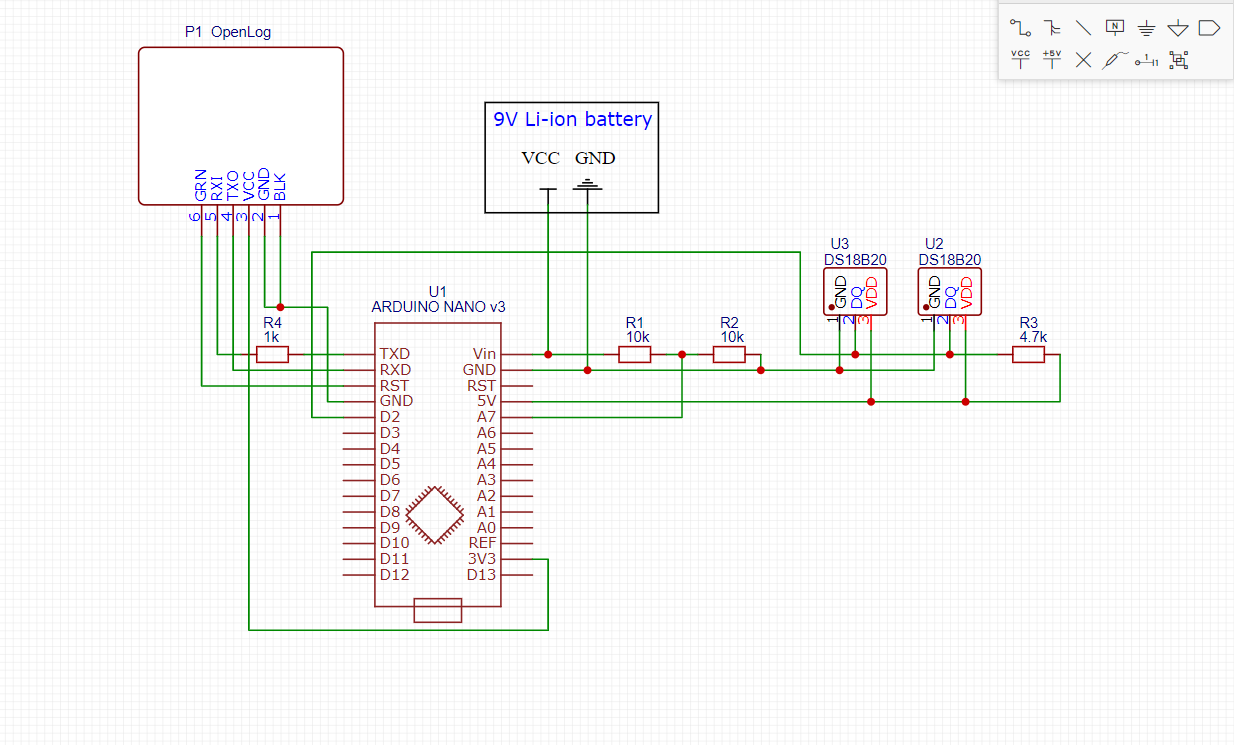 N
VCC
+5V
1
P1 OpenLog
GRN
RXI
TXO
VCC
GND
BLK
6
5
4
3
2
1
9V Li-ion battery
VCC GND
U3
DS18B20
GND
DQ
VDD
1
2
3
U2
DS18B20
GND
DQ
VDD
1
2
3
U1
ARDUINO NANO v3
R4
1k
R1
10k
R2
10k
R3
4.7k
TXD Vin
RXD GND
RST RST
GND 5V
D2 A7
D3 A6
D4 A5
D5 A4
D6 A3
D7 A2
D8 A1
D9 A0
D10 REF
D11 3V3
D12 D13